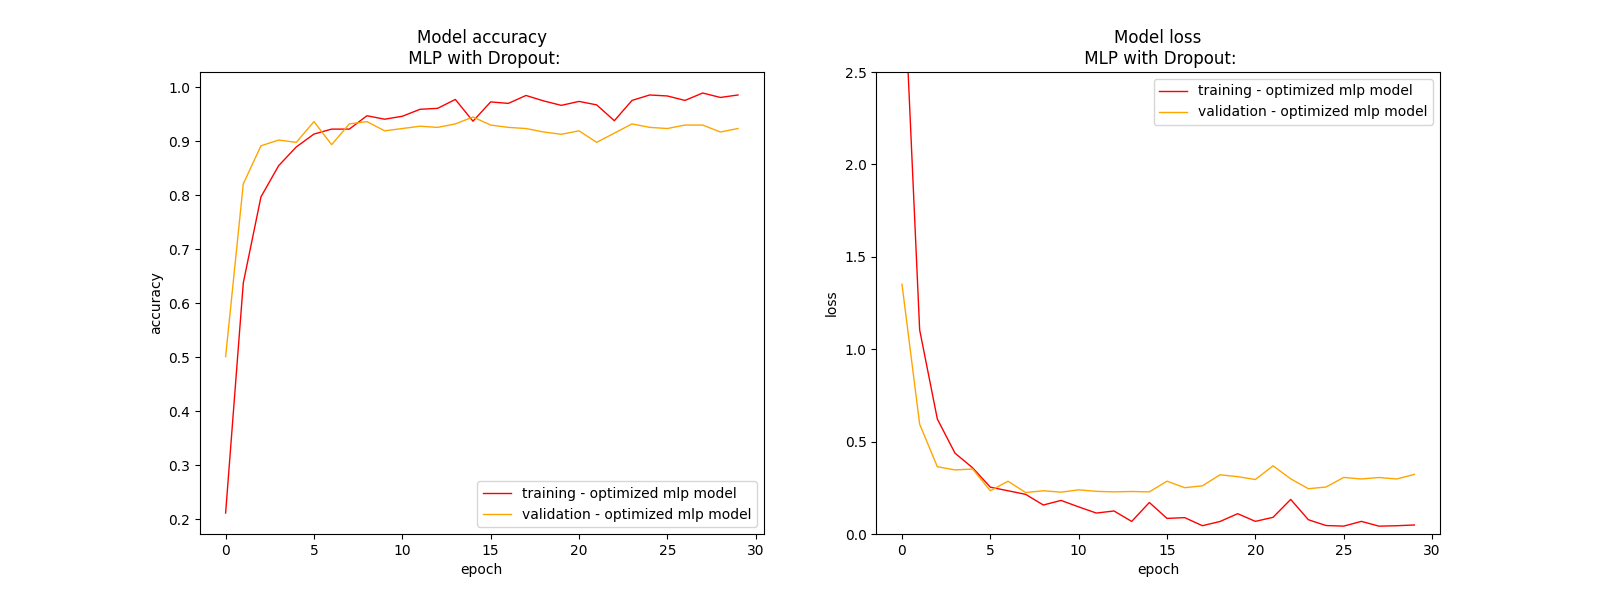 Model accuracy
MLP with Dropout:
1.0
0.9
0.8
0.7
0.6
0.5
0.4
0.3
0.2
accuracy
training - optimized mlp model
validation - optimized mlp model
0 5 10 15 20 25 30
epoch
Model loss
MLP with Dropout:
2.5
2.0
1.5
1.0
0.5
0.0
loss
training - optimized mlp model
validation - optimized mlp model
0 5 10 15 20 25 30
epoch